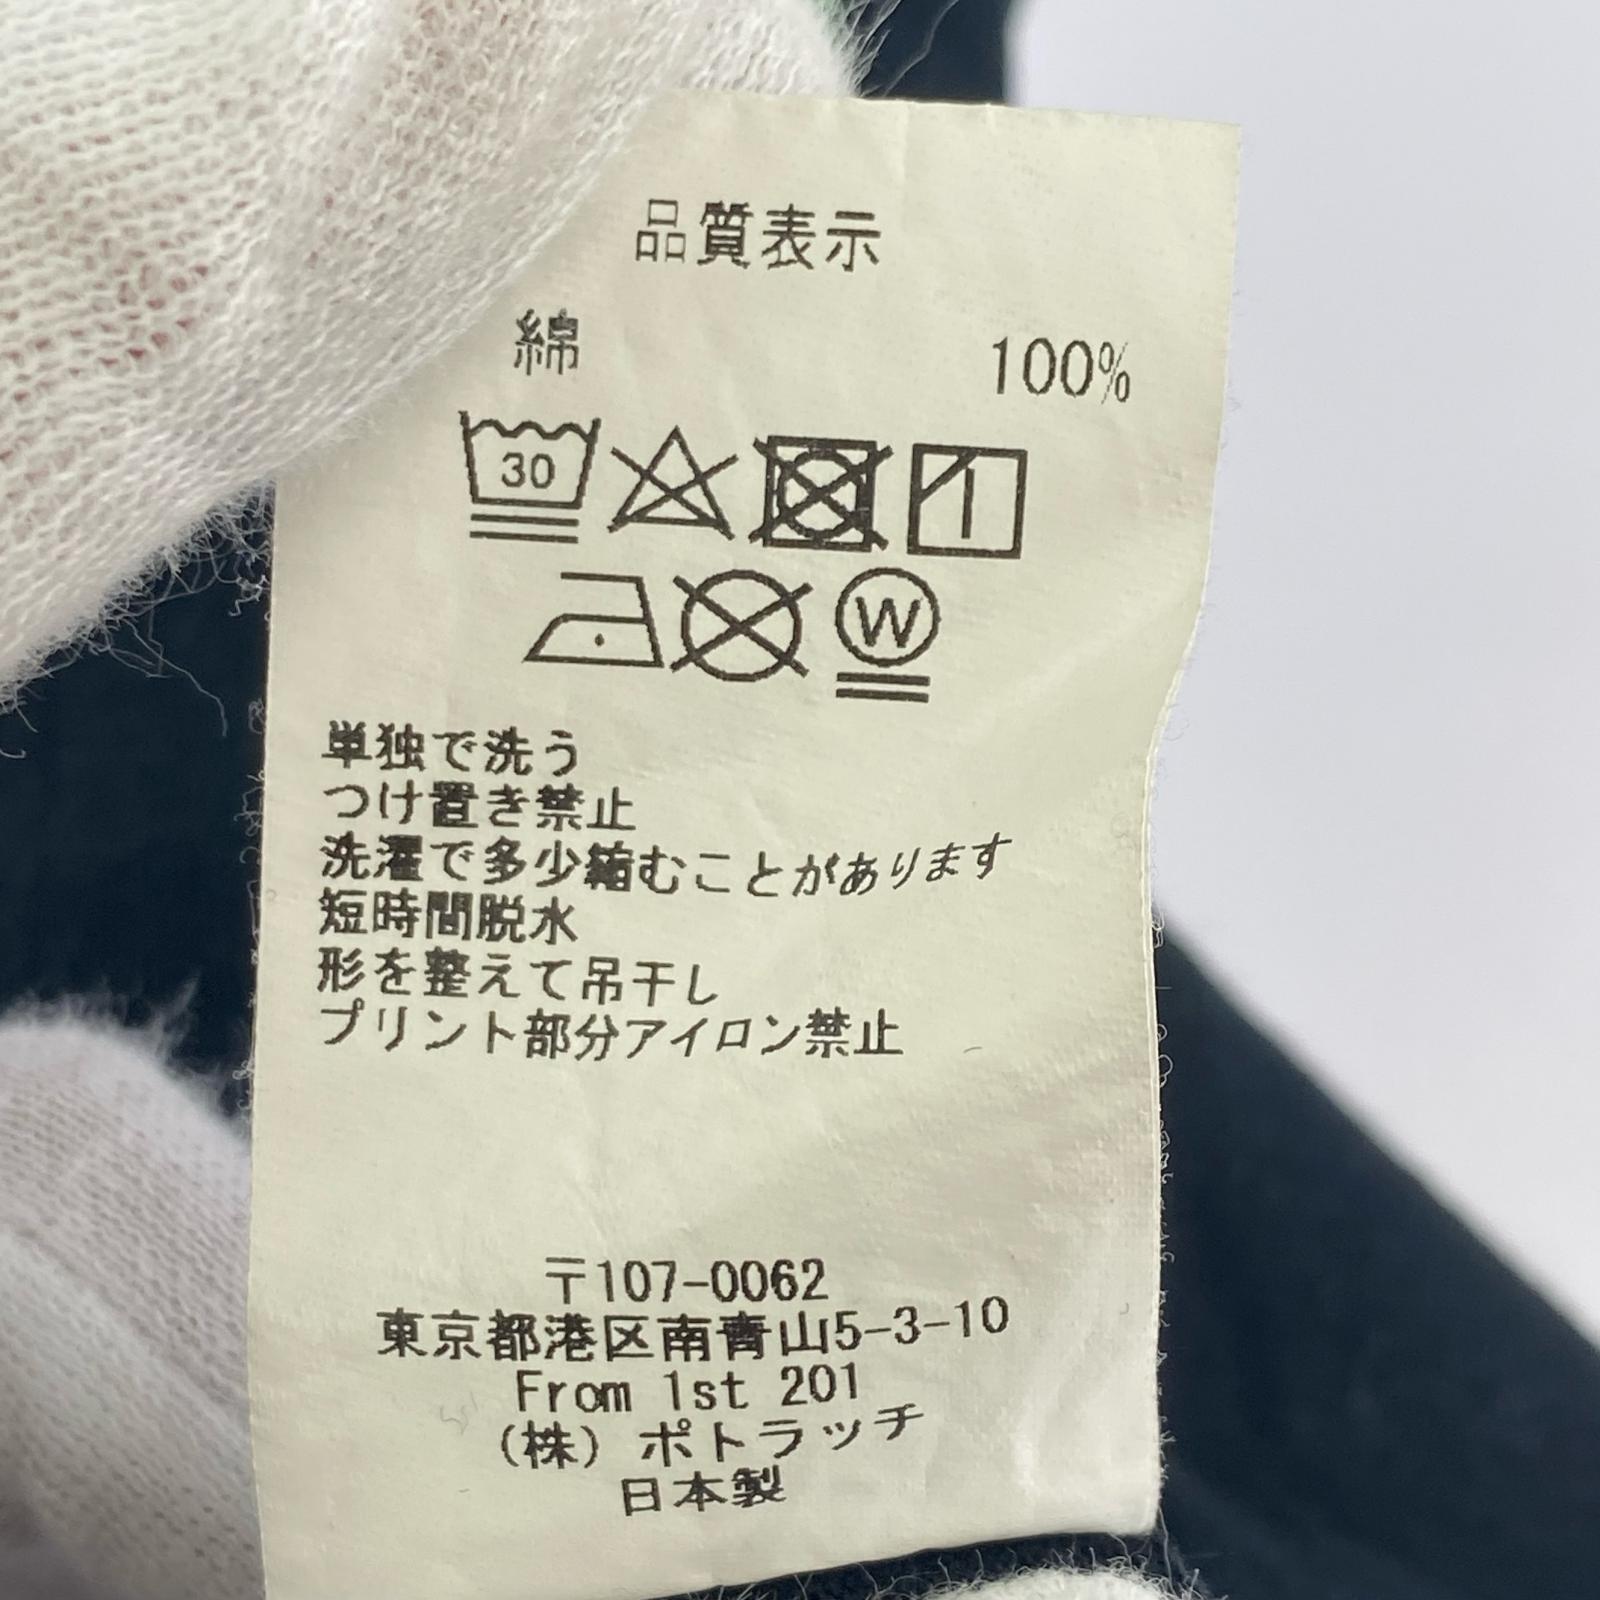 品質表示
綿 100%
30
W
単独で洗う
つけ置き禁止
洗濯で多少縮むことがあります
短時間脱水
形を整えて吊干し
プリント部分アイロン禁止
〒107-0062
東京都港区南青山5-3-10
From 1st 201
(株) ポトラッチ
日本製